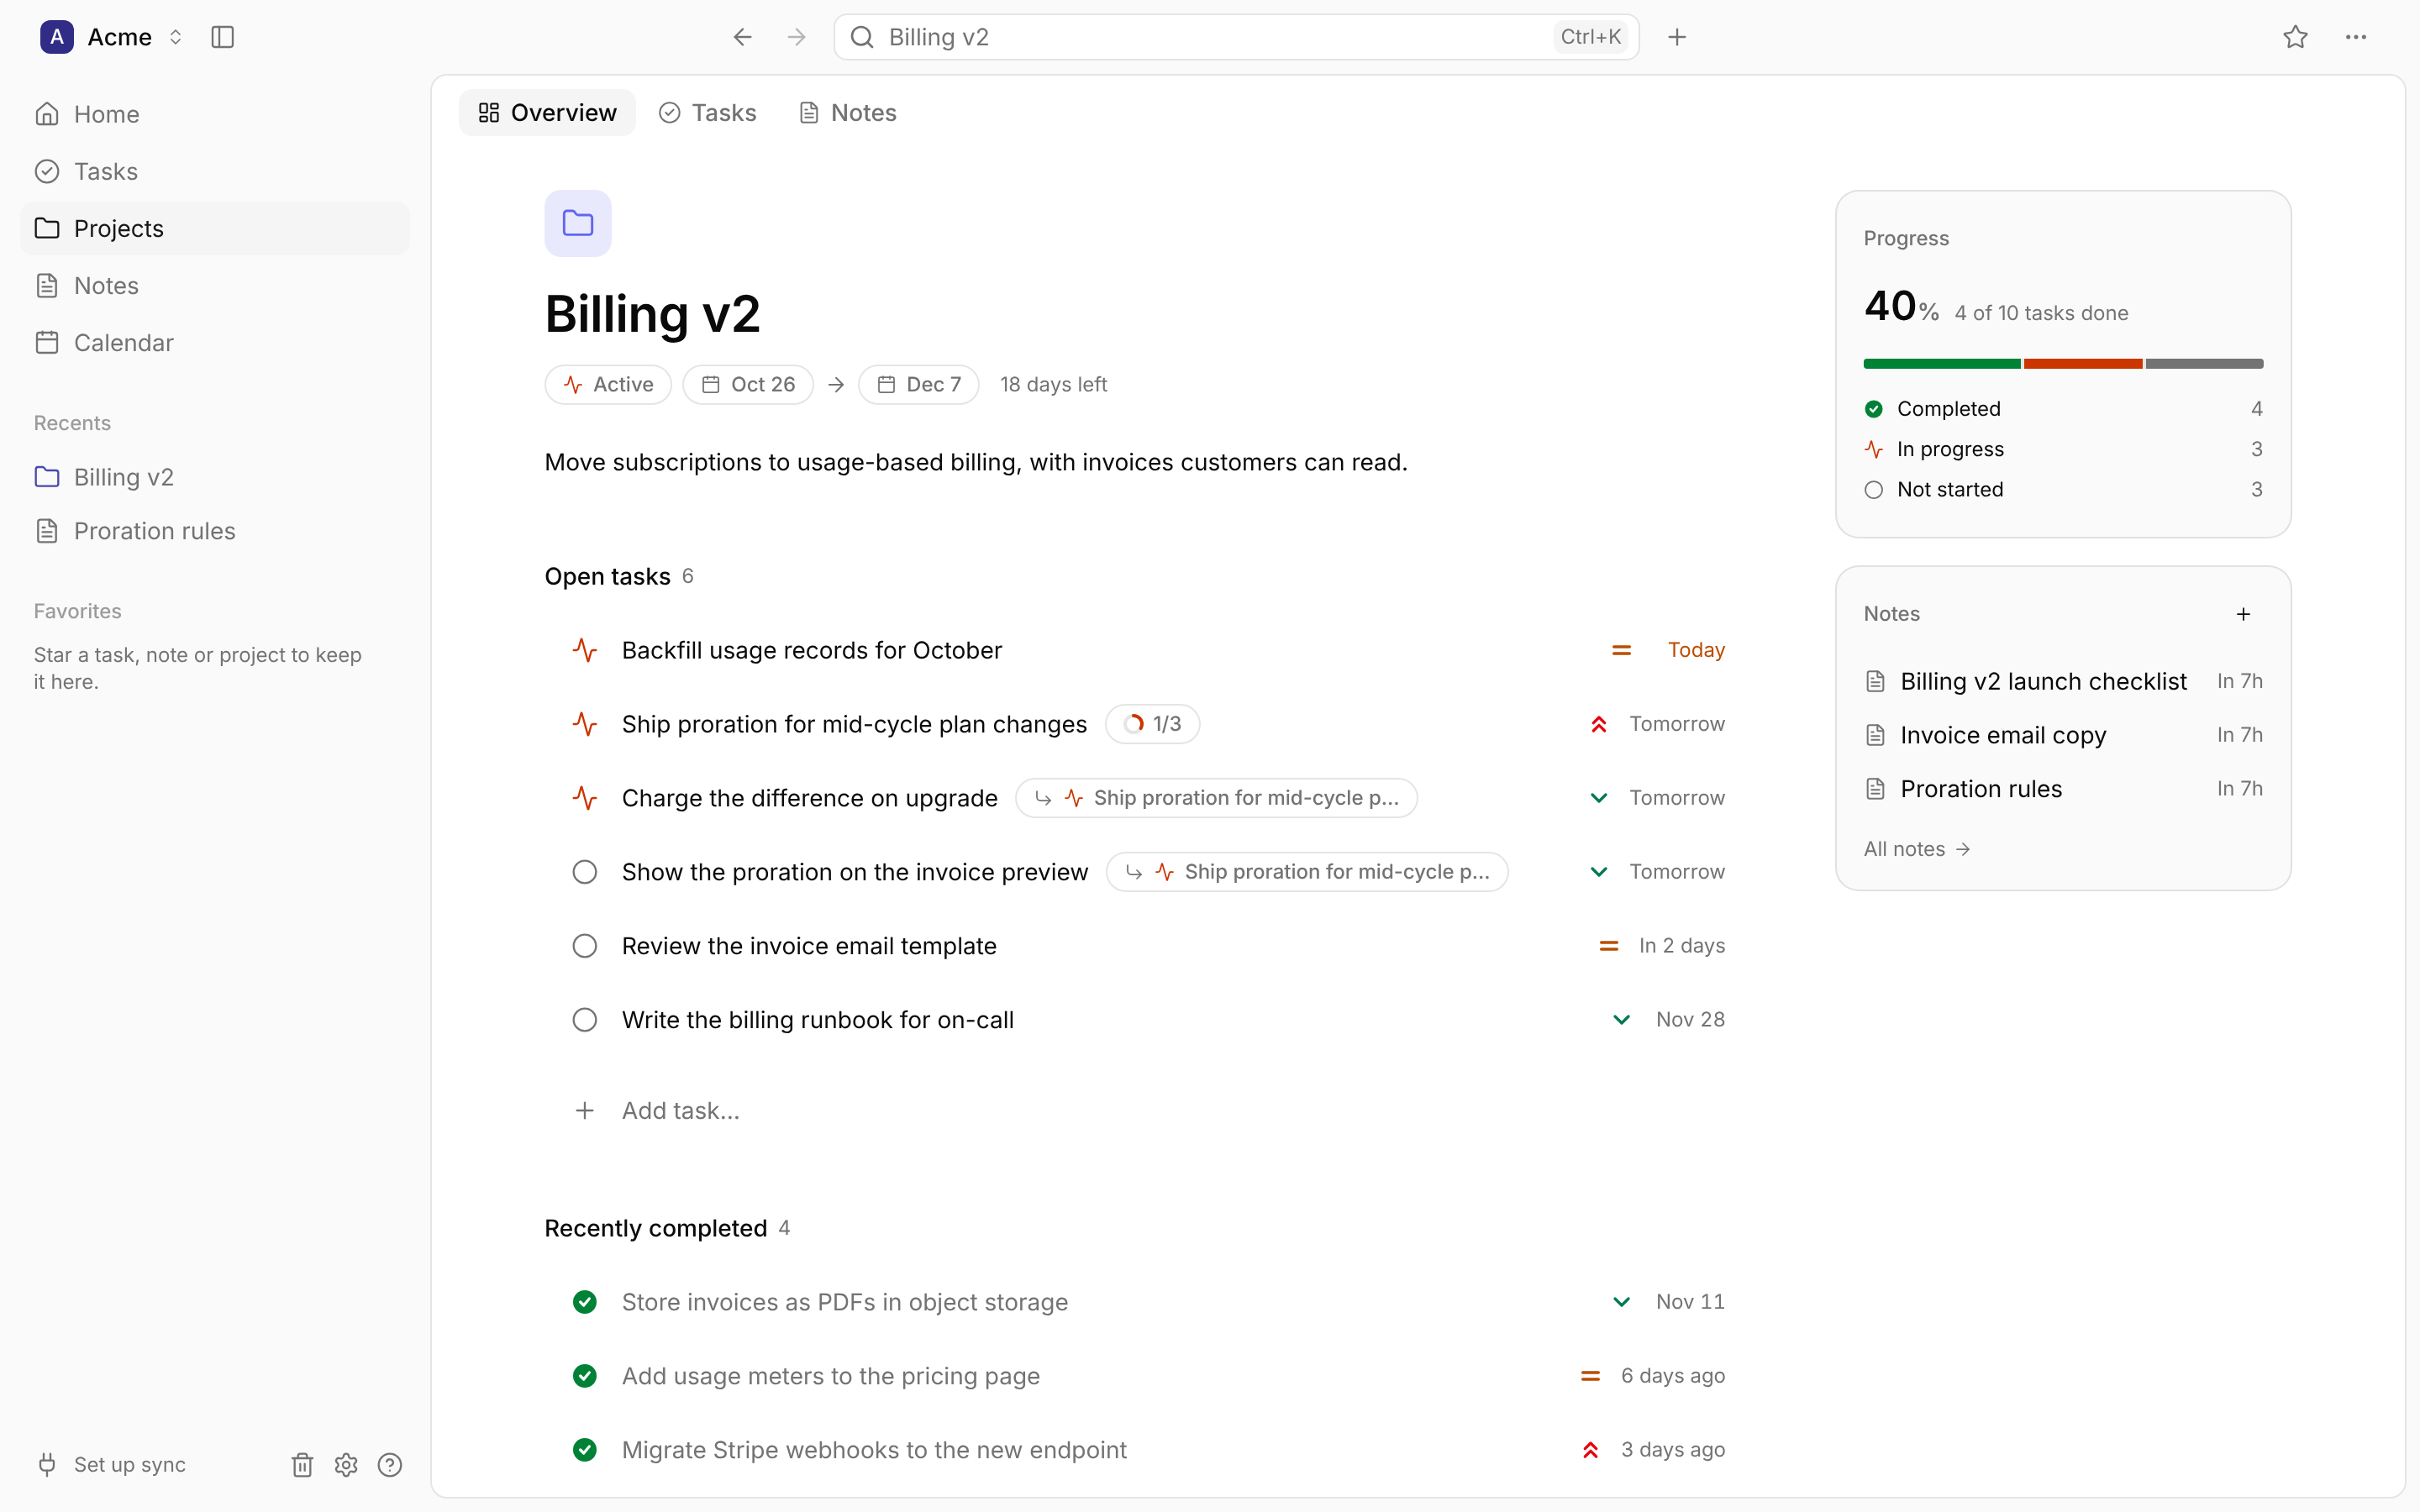 A Acme
Billing v2 Ctrl+K
Home
Tasks
Projects
Notes
Calendar
Recents
Billing v2
Proration rules
Favorites
Star a task, note or project to keep
it here.
Set up sync
Overview Tasks Notes
Billing v2
Active Oct 26 → Dec 7 18 days left
Move subscriptions to usage-based billing, with invoices customers can read.
Open tasks 6
Backfill usage records for October Today
Ship proration for mid-cycle plan changes 1/3 Tomorrow
Charge the difference on upgrade Ship proration for mid-cycle p... Tomorrow
Show the proration on the invoice preview Ship proration for mid-cycle p... Tomorrow
Review the invoice email template In 2 days
Write the billing runbook for on-call Nov 28
Add task...
Recently completed 4
Store invoices as PDFs in object storage Nov 11
Add usage meters to the pricing page 6 days ago
Migrate Stripe webhooks to the new endpoint 3 days ago
Progress
40% 4 of 10 tasks done
Completed 4
In progress 3
Not started 3
Notes
Billing v2 launch checklist In 7h
Invoice email copy In 7h
Proration rules In 7h
All notes →